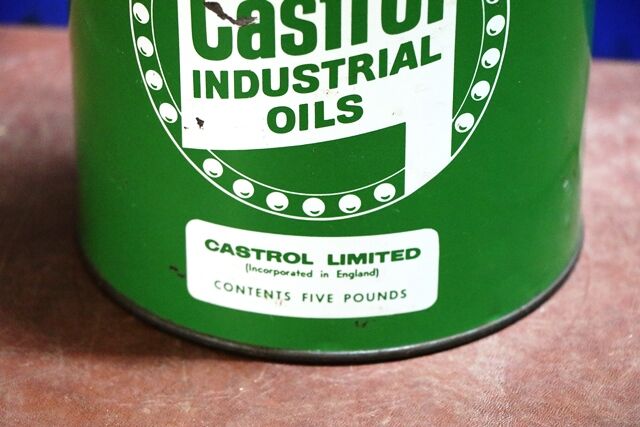 Castrol
INDUSTRIAL
OILS
CASTROL LIMITED
(Incorporated in England)
CONTENTS FIVE POUNDS